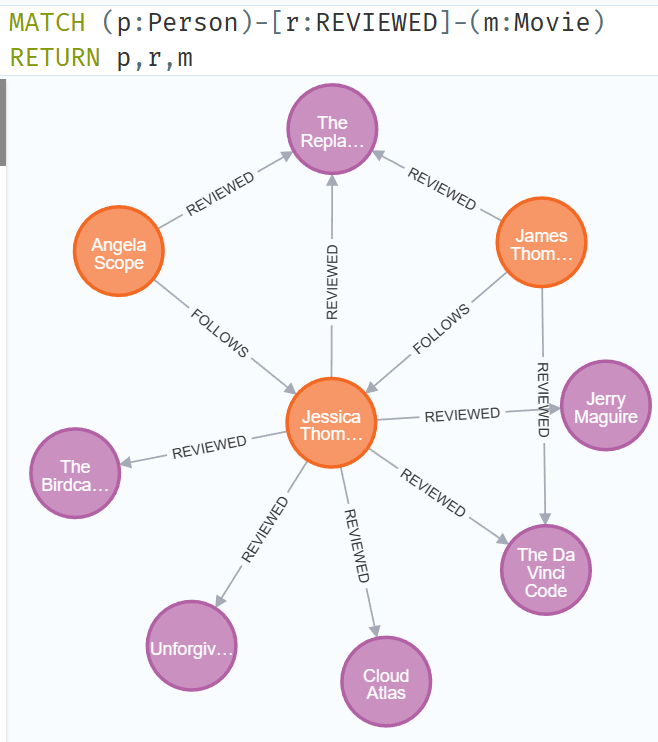 MATCH (p:Person)-[r:REVIEWED]-(m:Movie)
RETURN p,r,m
The
Repla…
REVIEWED
REVIEWED
Angela
Scope
James
Thom…
REVIEWED
FOLLOWS
FOLLOWS
Jessica
Thom…
REVIEWED
REVIEWED
Jerry
Maguire
The
Birdca…
REVIEWED
REVIEWED
REVIEWED
REVIEWED
The Da
Vinci
Code
Unforgiv…
Cloud
Atlas